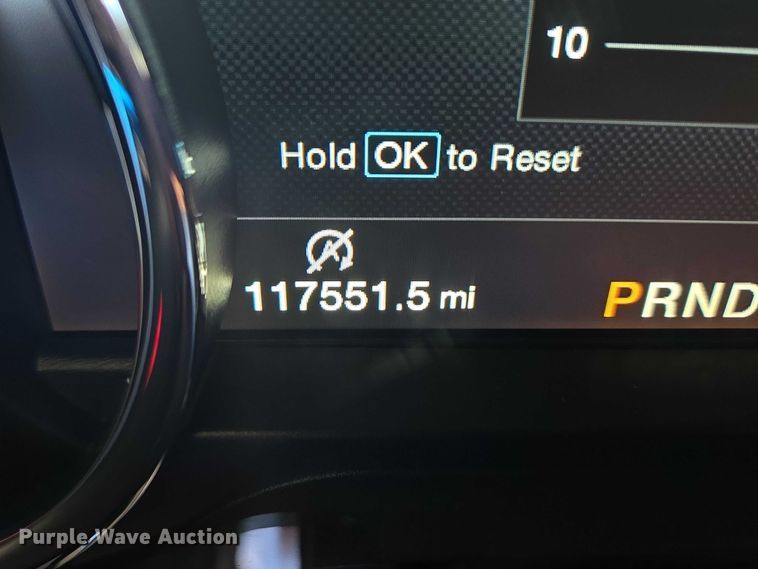 10
Hold OK to Reset
A
117551.5 mi
PRND
Purple Wave Auction